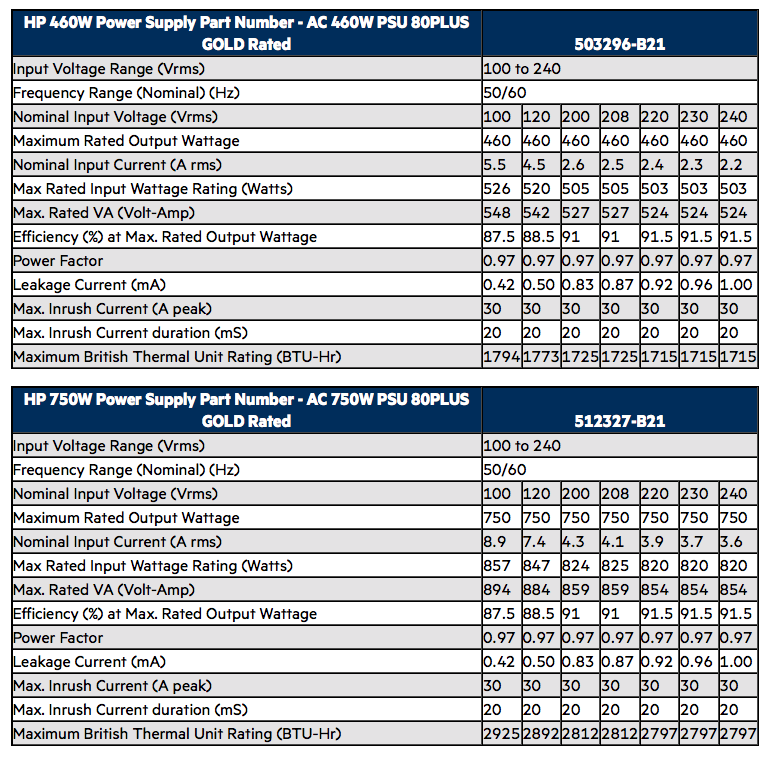 HP 460W Power Supply Part Number - AC 460W PSU 80PLUS
GOLD Rated 503296-B21
Input Voltage Range (Vrms) 100 to 240
Frequency Range (Nominal) (Hz) 50/60
Nominal Input Voltage (Vrms) 100 120 200 208 220 230 240
Maximum Rated Output Wattage 460 460 460 460 460 460 460
Nominal Input Current (A rms) 5.5 4.5 2.6 2.5 2.4 2.3 2.2
Max Rated Input Wattage Rating (Watts) 526 520 505 505 503 503 503
Max. Rated VA (Volt-Amp) 548 542 527 527 524 524 524
Efficiency (%) at Max. Rated Output Wattage 87.5 88.5 91 91 91.5 91.5 91.5
Power Factor 0.97 0.97 0.97 0.97 0.97 0.97 0.97
Leakage Current (mA) 0.42 0.50 0.83 0.87 0.92 0.96 1.00
Max. Inrush Current (A peak) 30 30 30 30 30 30 30
Max. Inrush Current duration (mS) 20 20 20 20 20 20 20
Maximum British Thermal Unit Rating (BTU-Hr) 1794 1773 1725 1725 1715 1715 1715
HP 750W Power Supply Part Number - AC 750W PSU 80PLUS
GOLD Rated 512327-B21
Input Voltage Range (Vrms) 100 to 240
Frequency Range (Nominal) (Hz) 50/60
Nominal Input Voltage (Vrms) 100 120 200 208 220 230 240
Maximum Rated Output Wattage 750 750 750 750 750 750 750
Nominal Input Current (A rms) 8.9 7.4 4.3 4.1 3.9 3.7 3.6
Max Rated Input Wattage Rating (Watts) 857 847 824 825 820 820 820
Max. Rated VA (Volt-Amp) 894 884 859 859 854 854 854
Efficiency (%) at Max. Rated Output Wattage 87.5 88.5 91 91 91.5 91.5 91.5
Power Factor 0.97 0.97 0.97 0.97 0.97 0.97 0.97
Leakage Current (mA) 0.42 0.50 0.83 0.87 0.92 0.96 1.00
Max. Inrush Current (A peak) 30 30 30 30 30 30 30
Max. Inrush Current duration (mS) 20 20 20 20 20 20 20
Maximum British Thermal Unit Rating (BTU-Hr) 2925 2892 2812 2812 2797 2797 2797